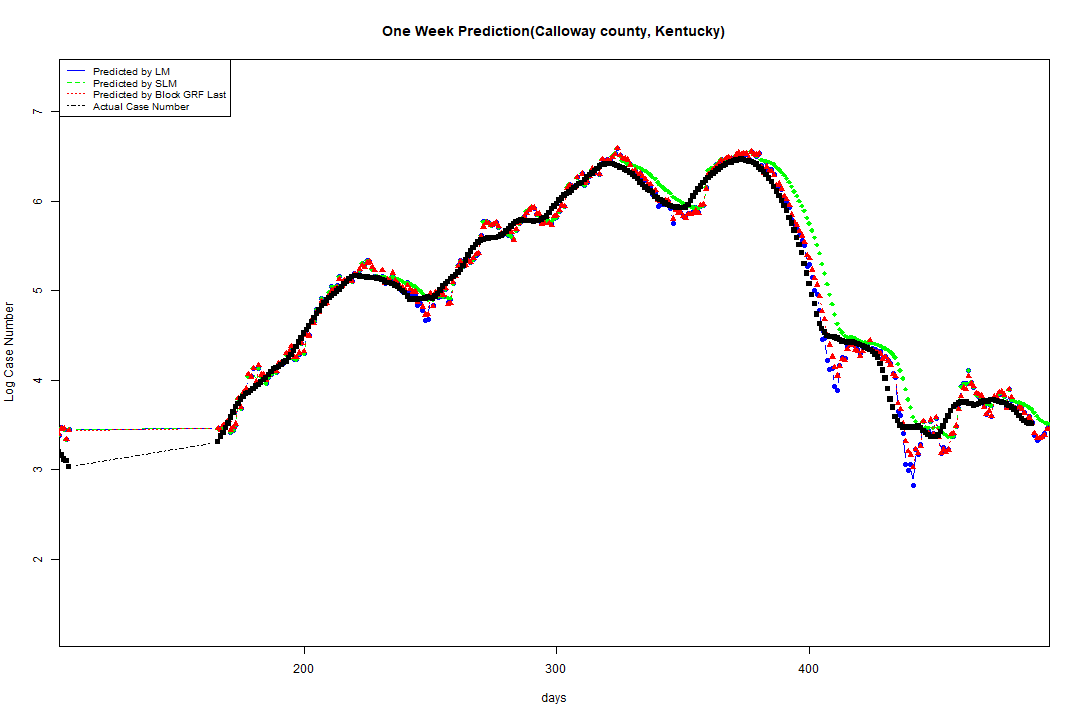 One Week Prediction(Calloway county, Kentucky)
Predicted by LM
Predicted by SLM
Predicted by Block GRF Last
Actual Case Number
7
6
5
4
3
2
Log Case Number
200
300
400
days